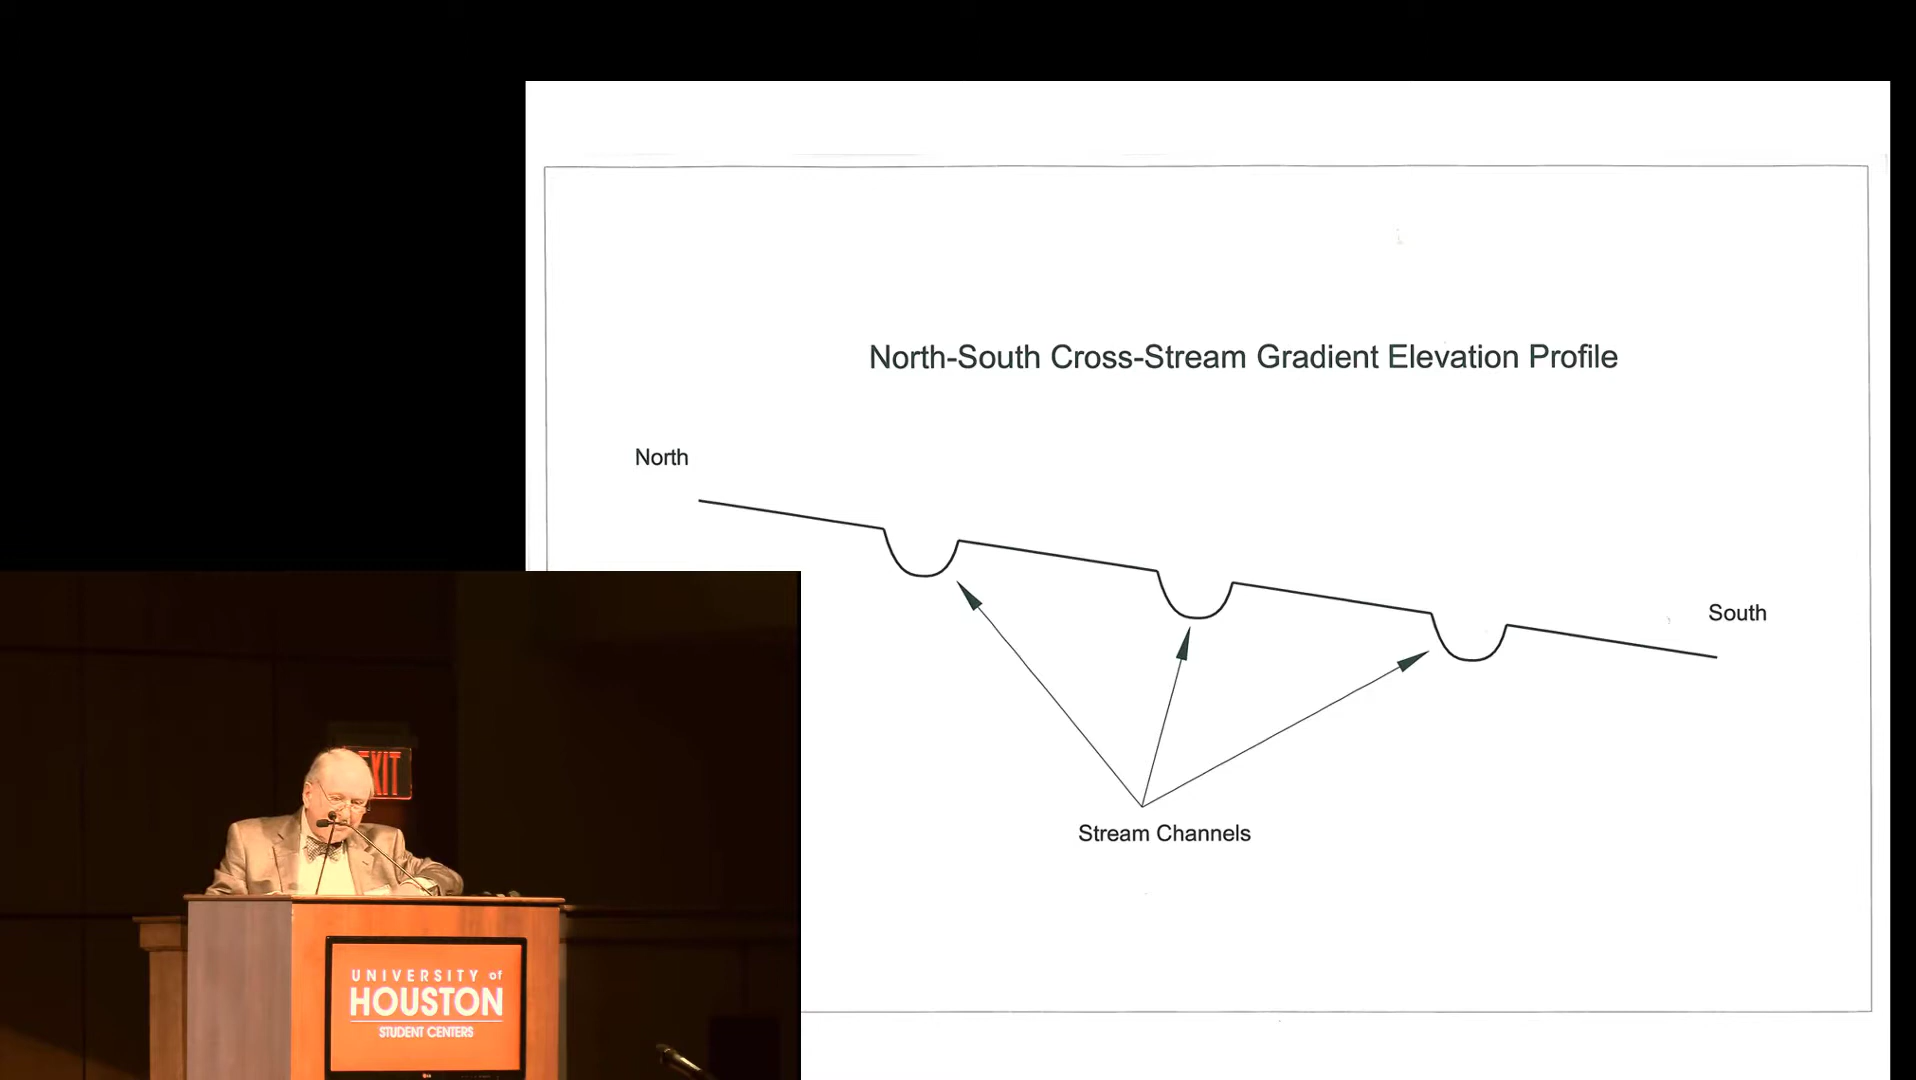 North-South Cross-Stream Gradient Elevation Profile
North
South
Stream Channels
EXIT
UNIVERSITY of
HOUSTON
STUDENT CENTERS